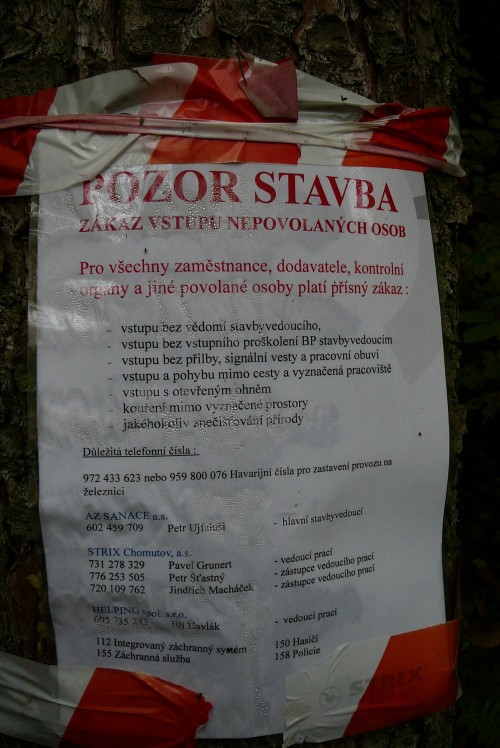 POZOR STAVBA
ZÁKAZ VSTUPU NEPOVOLANÝCH OSOB
Pro všechny zaměstnance, dodavatele, kontrolní
orgány a jiné povolané osoby platí přísný zákaz :
- vstupu bez vědomí stavbyvedoucího,
- vstupu bez vstupního proškolení BP stavbyvedoucím
- vstupu bez přilby, signální vesty a pracovní obuvi
- vstupu a pohybu mimo cesty a vyznačená pracoviště
- vstupu s otevřeným ohněm
- kouření mimo vyznačené prostory
- jakéhokoliv znečišťování přírody
Důležitá telefonní čísla :
972 433 623 nebo 959 800 076 Havarijní čísla pro zastavení provozu na
železnici
AZ SANACE a.s.
602 459 709 Petr Ujfaluši - hlavní stavbyvedoucí
STRIX Chomutov, a.s.
731 278 329 Pavel Grunert - vedoucí prací
776 253 505 Petr Šťastný - zástupce vedoucího prací
720 109 762 Jindřich Macháček - zástupce vedoucího prací
HELPING spol. s.r.o.
605 735 Jiří Havlák - vedoucí prací
112 Integrovaný záchranný systém 150 Hasiči
155 Záchranná služba 158 Policie
STRIX